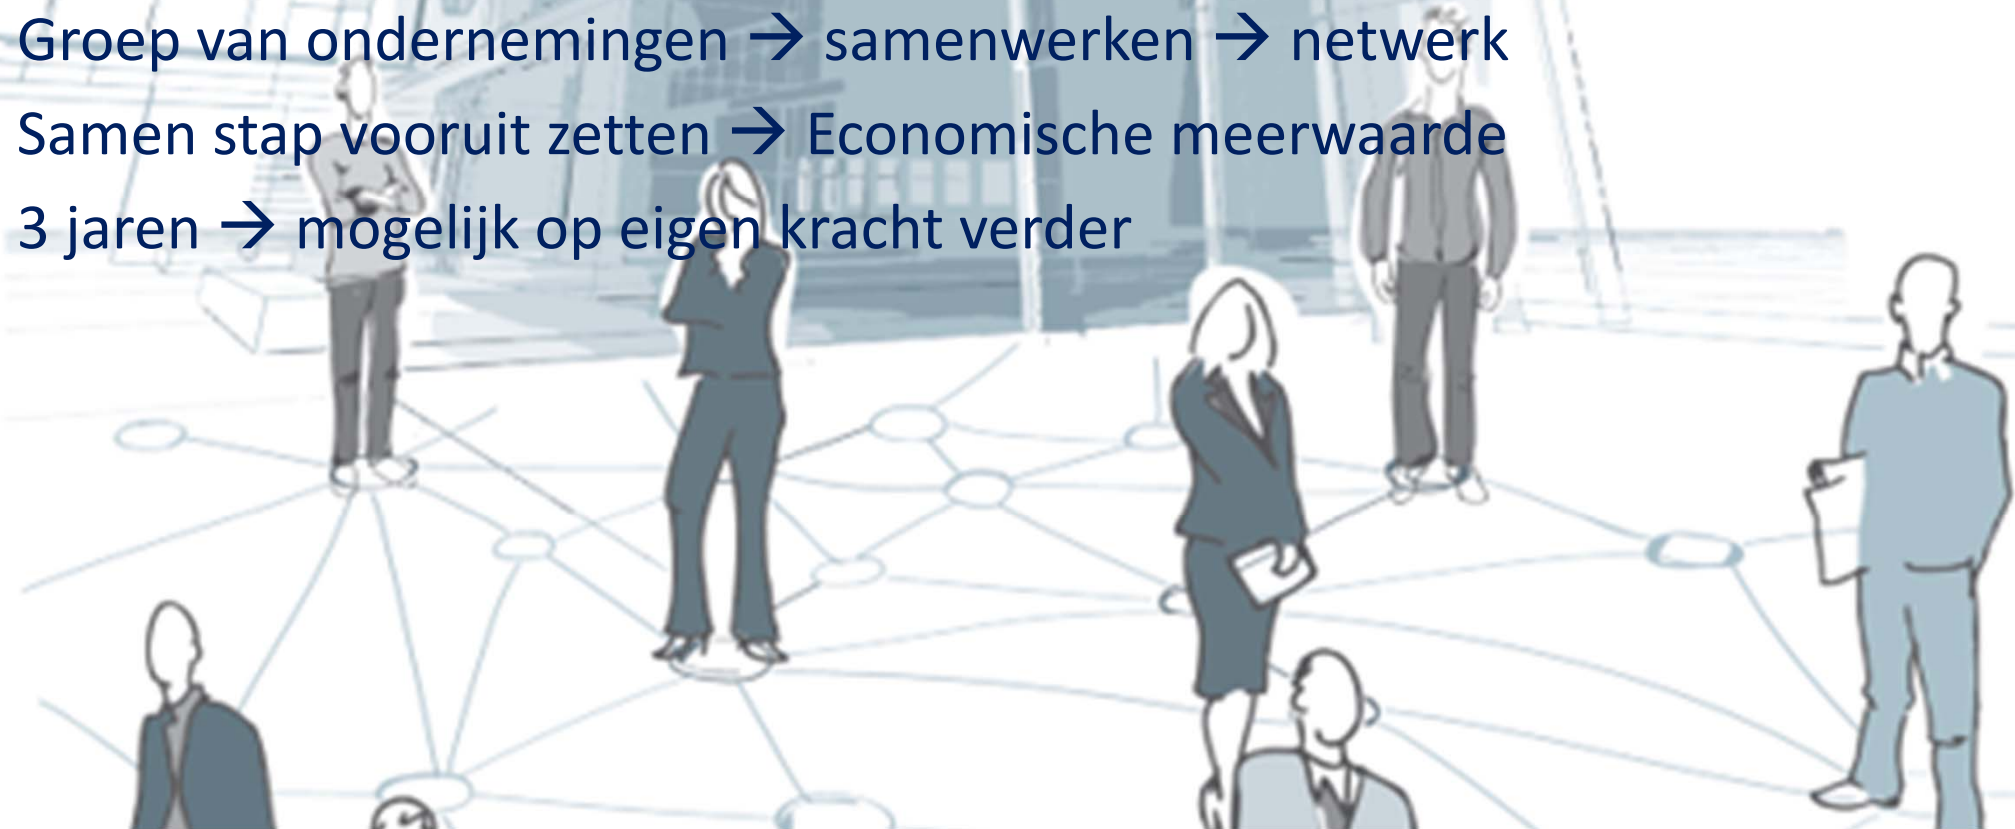 Groep van ondernemingen → samenwerken → netwerk
Samen stap vooruit zetten → Economische meerwaarde
3 jaren → mogelijk op eigen kracht verder